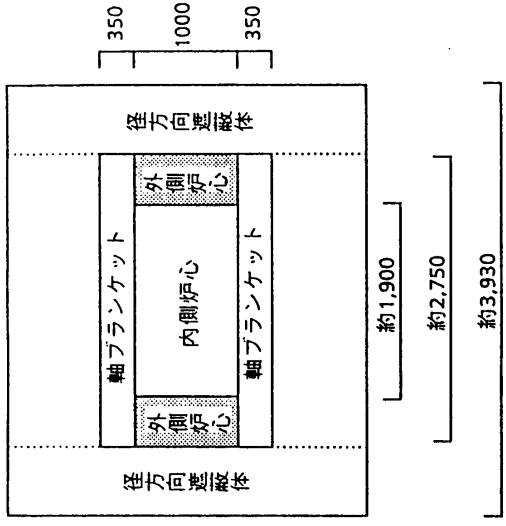 径方向遮蔽体
軸ブランケット
外側炉心
内側炉心
外側炉心
軸ブランケット
径方向遮蔽体
350
1000
350
約1,900
約2,750
約3,930